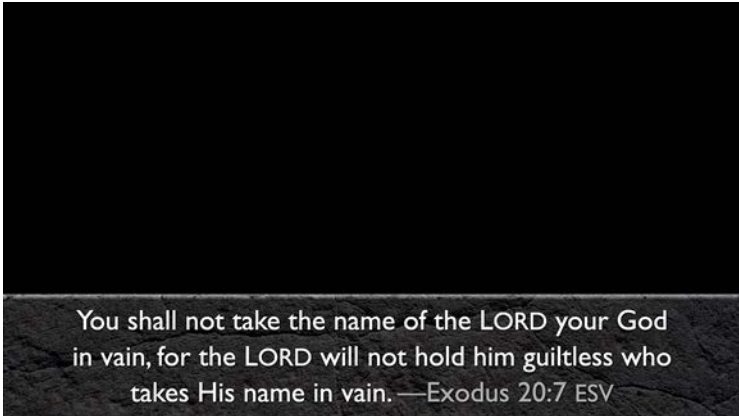 You shall not take the name of the LORD your God
in vain, for the LORD will not hold him guiltless who
takes His name in vain. —Exodus 20:7 ESV